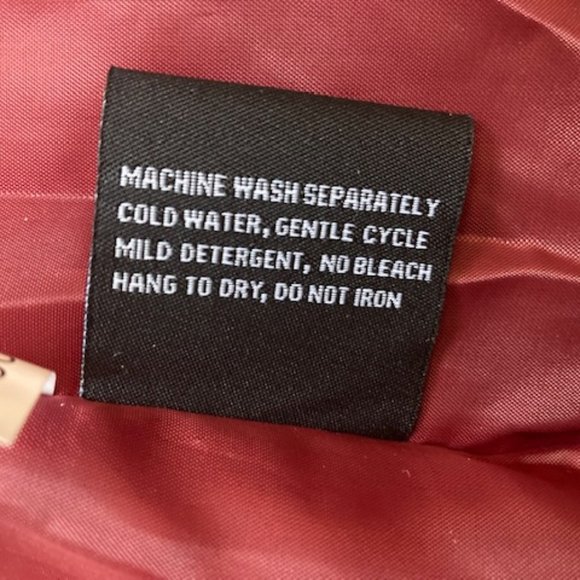 MACHINE WASH SEPARATELY
COLD WATER, GENTLE CYCLE
MILD DETERGENT, NO BLEACH
HANG TO DRY, DO NOT IRON